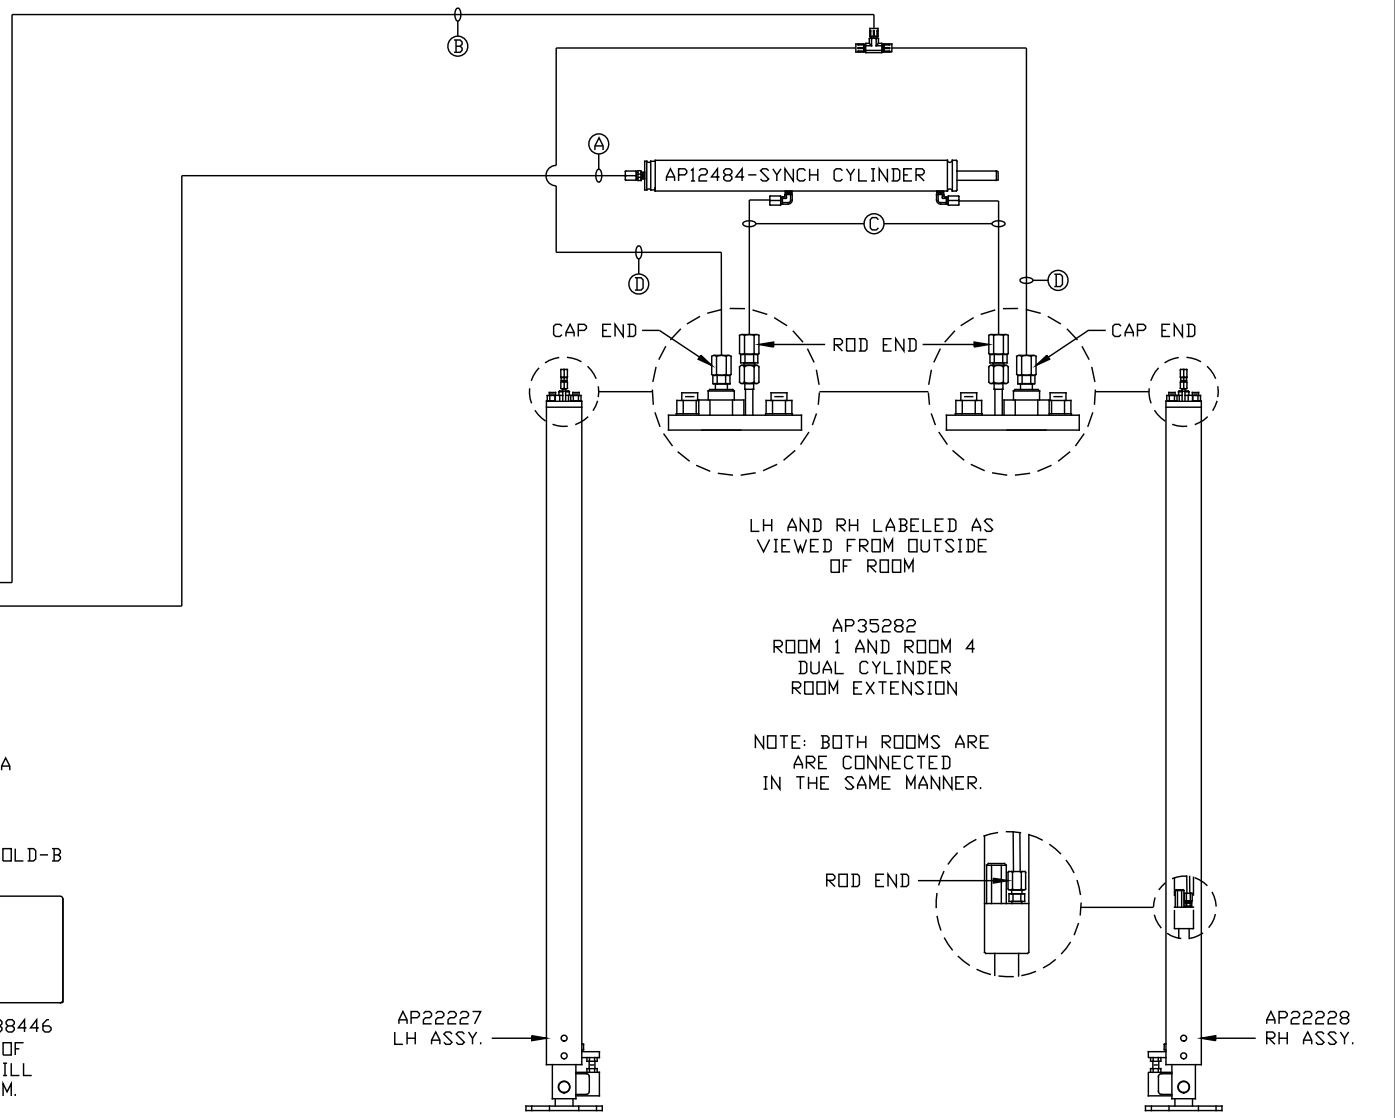 B
A
AP12484-SYNCH CYLINDER
C
D
D
CAP END
ROD END
CAP END
LH AND RH LABELED AS
VIEWED FROM OUTSIDE
OF ROOM
AP35282
ROOM 1 AND ROOM 4
DUAL CYLINDER
ROOM EXTENSION
NOTE: BOTH ROOMS ARE
ARE CONNECTED
IN THE SAME MANNER.
A
OLD-B
ROD END
38446
OF
ILL
M.
AP22227
LH ASSY.
AP22228
RH ASSY.